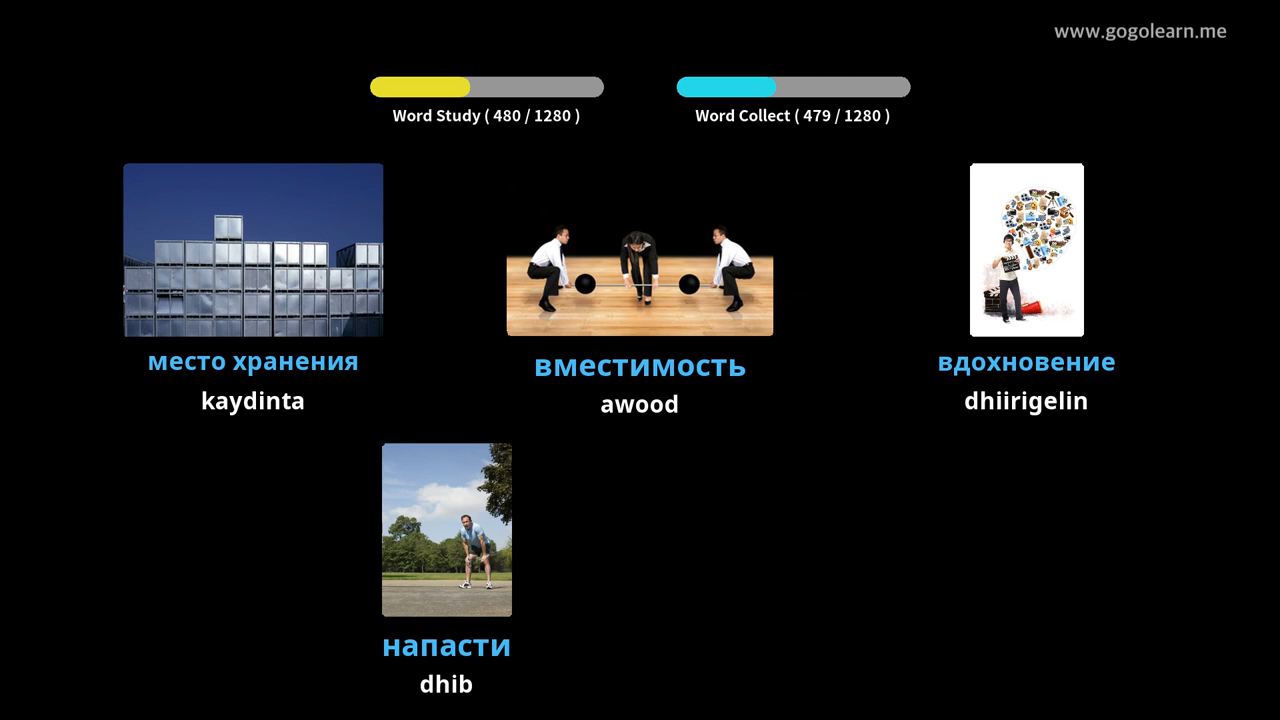 www.gogolearn.me
Word Study ( 480 / 1280 )
Word Collect ( 479 / 1280 )
место хранения
kaydinta
вместимость
awood
вдохновение
dhiirigelin
напасти
dhib